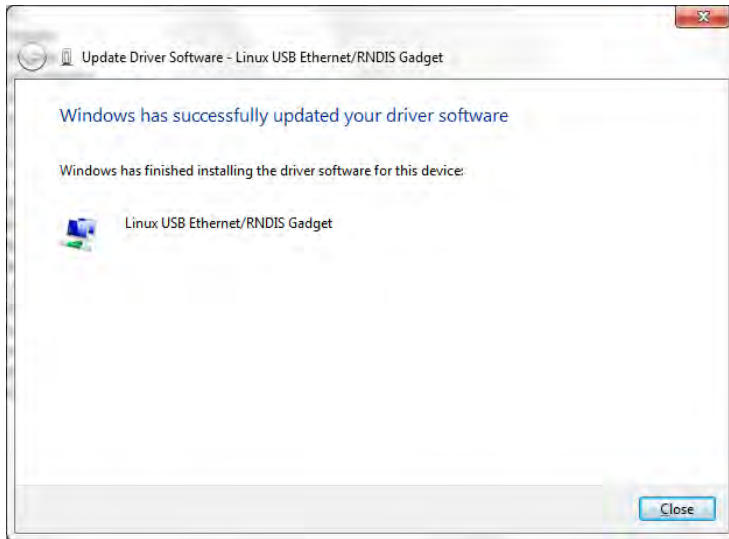 Update Driver Software - Linux USB Ethernet/RNDIS Gadget
Windows has successfully updated your driver software
Windows has finished installing the driver software for this device:
Linux USB Ethernet/RNDIS Gadget
Close